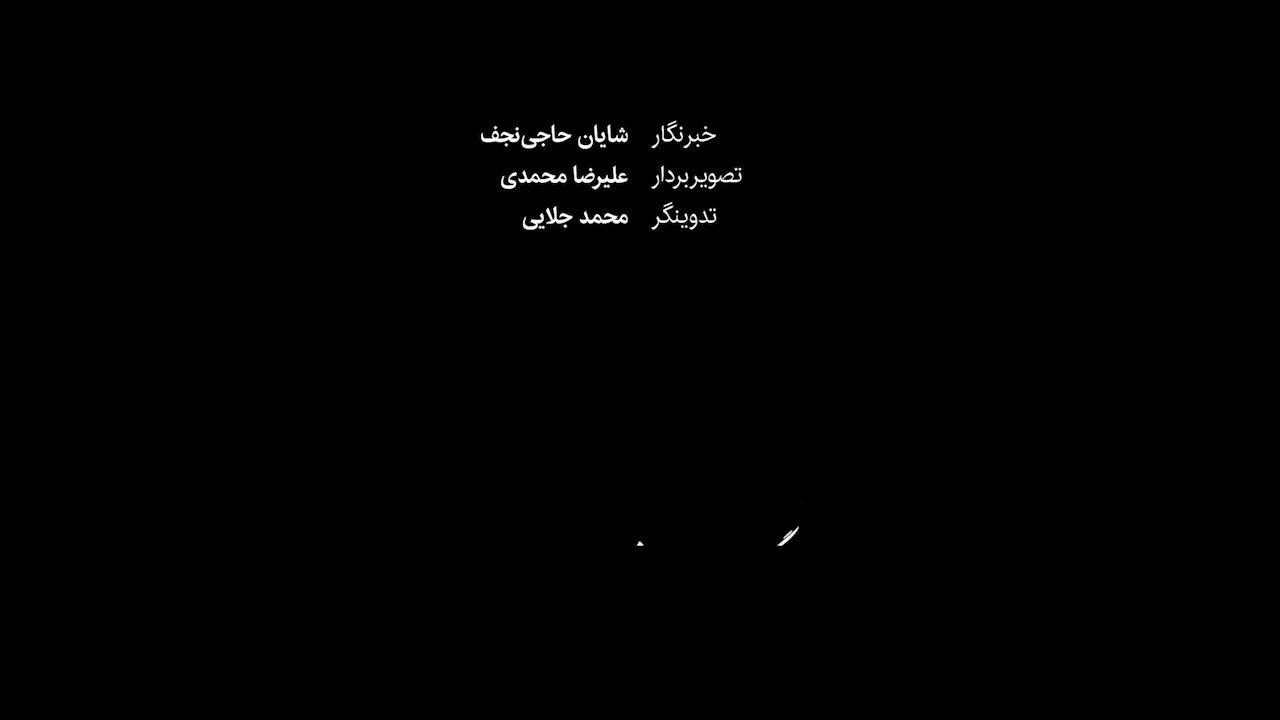 خبرنگار شایان حاجی‌نجف
تصویربردار علیرضا محمدی
تدوینگر محمد جلایی